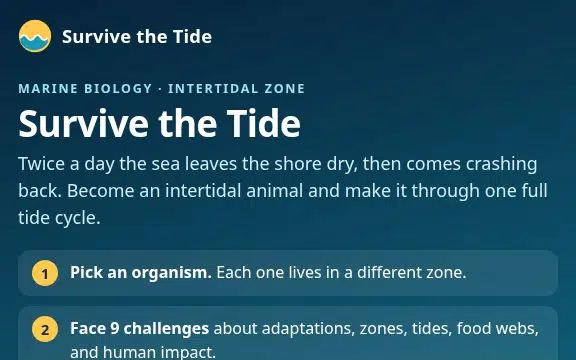 Survive the Tide
MARINE BIOLOGY · INTERTIDAL ZONE
Survive the Tide
Twice a day the sea leaves the shore dry, then comes crashing
back. Become an intertidal animal and make it through one full
tide cycle.
1 Pick an organism. Each one lives in a different zone.
2 Face 9 challenges about adaptations, zones, tides, food webs,
and human impact.